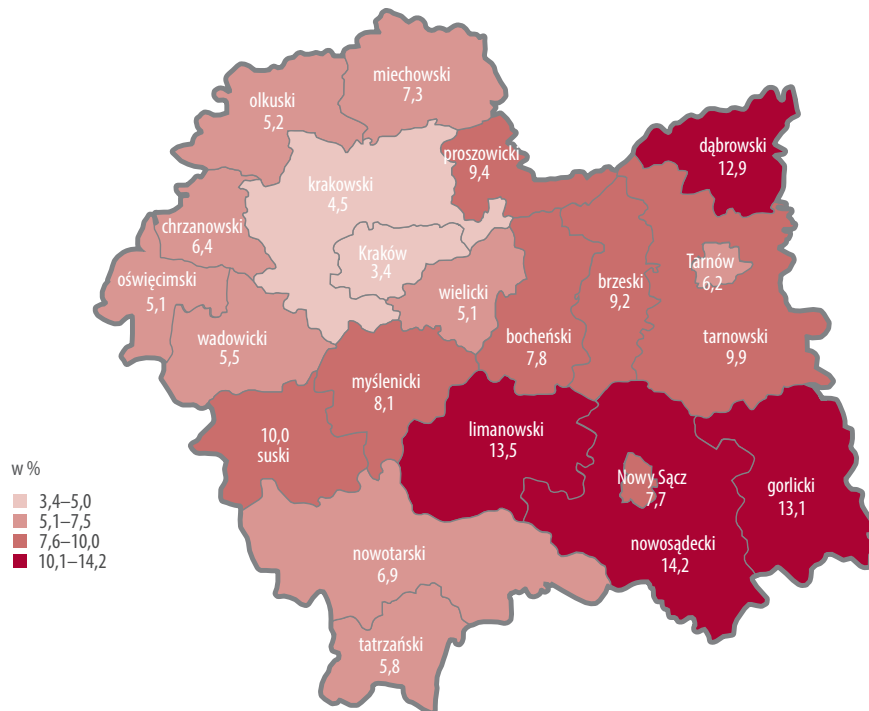 miechowski
7,3
olkuski
5,2
dąbrowski
12,9
proszowicki
9,4
krakowski
4,5
chrzanowski
6,4
Kraków
3,4
Tarnów
6,2
oświęcimski
5,1
wielicki
5,1
brzeski
9,2
wadowicki
5,5
bocheński
7,8
tarnowski
9,9
myślenicki
8,1
limanowski
13,5
10,0
suski
Nowy Sącz
7,7
gorlicki
13,1
nowosądecki
14,2
nowotarski
6,9
tatrzański
5,8
w %
3,4–5,0
5,1–7,5
7,6–10,0
10,1–14,2